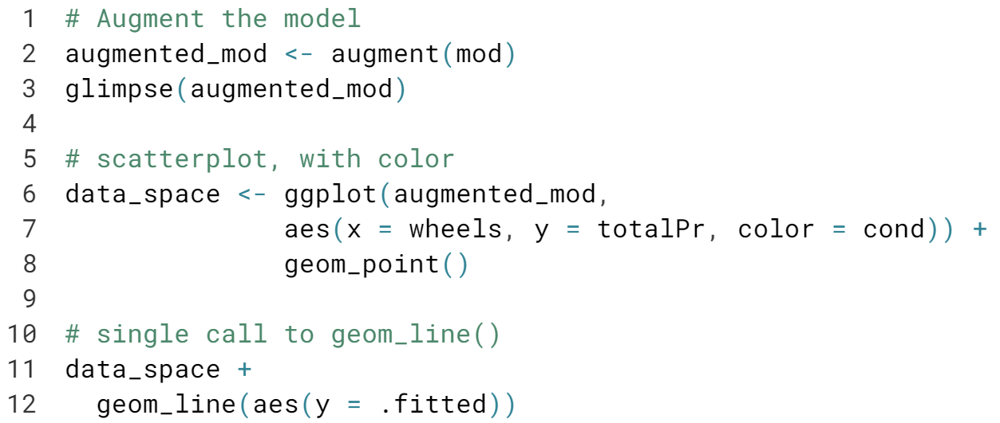 1 # Augment the model
2 augmented_mod <- augment(mod)
3 glimpse(augmented_mod)
4
5 # scatterplot, with color
6 data_space <- ggplot(augmented_mod,
7               aes(x = wheels, y = totalPr, color = cond)) +
8               geom_point()
9
10 # single call to geom_line()
11 data_space +
12   geom_line(aes(y = .fitted))